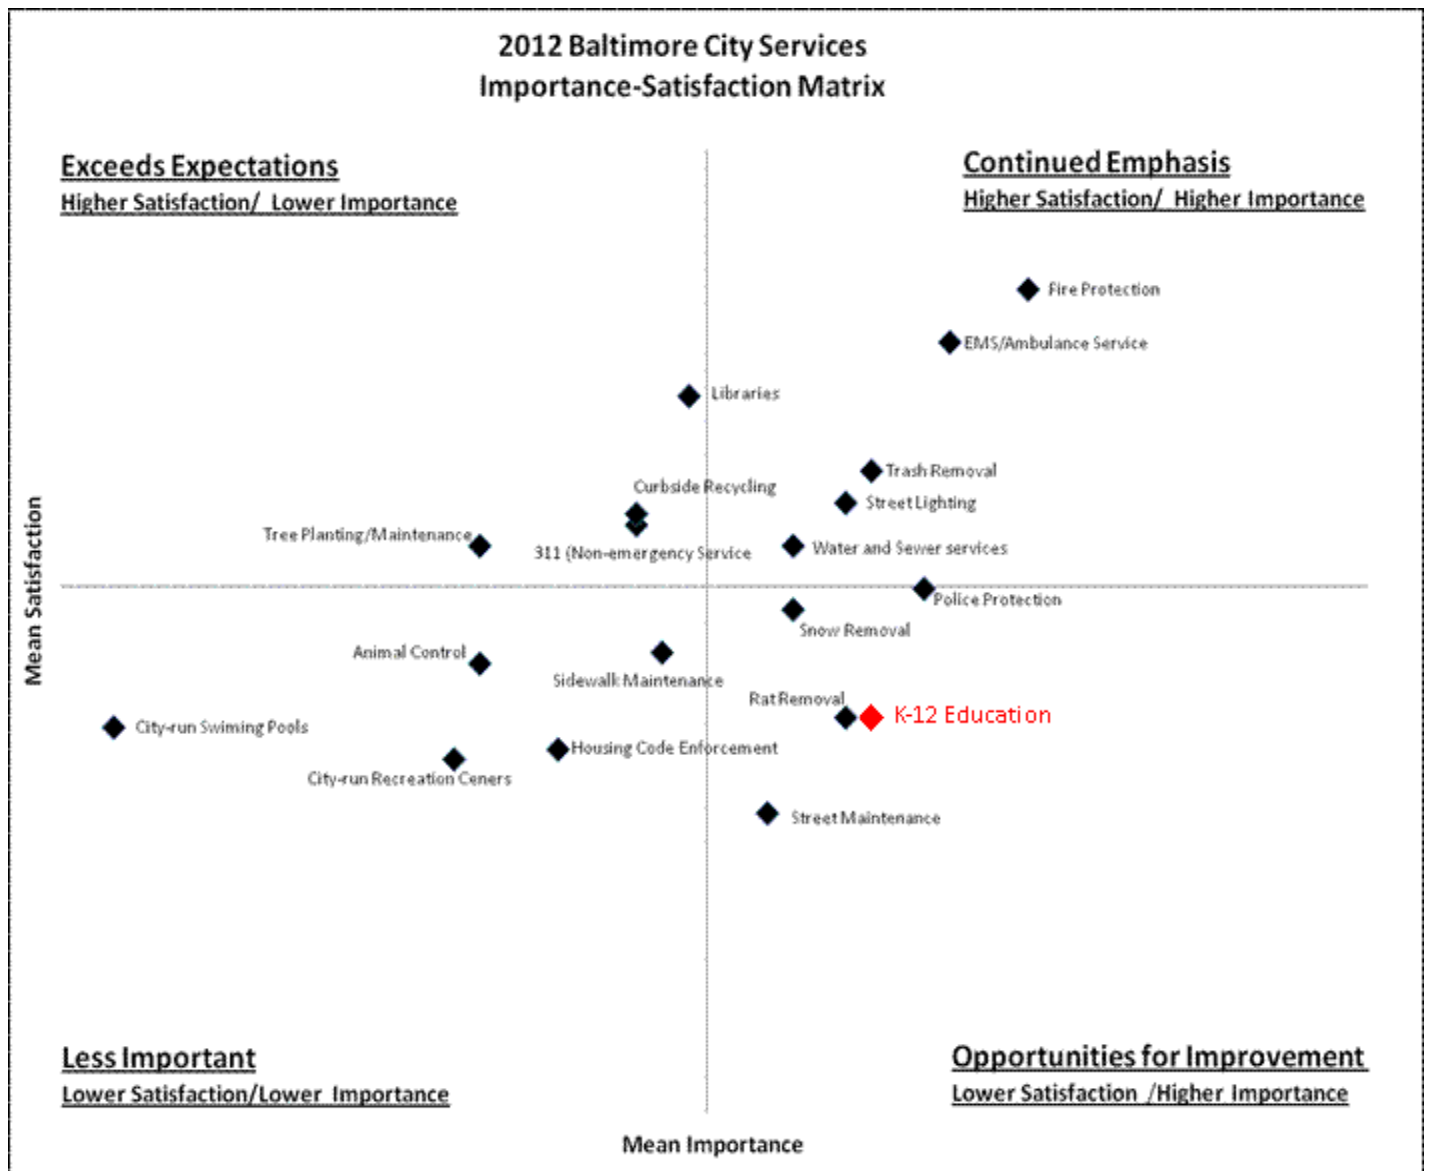 2012 Baltimore City Services
Importance-Satisfaction Matrix
Exceeds Expectations
Higher Satisfaction/ Lower Importance
Continued Emphasis
Higher Satisfaction/ Higher Importance
Fire Protection
EMS/Ambulance Service
Libraries
Trash Removal
Curbside Recycling
Street Lighting
Tree Planting/Maintenance
311 (Non-emergency Service
Water and Sewer services
Mean Satisfaction
Police Protection
Snow Removal
Animal Control
Sidewalk Maintenance
Rat Removal
K-12 Education
City-run Swiming Pools
Housing Code Enforcement
City-run Recreation Ceners
Street Maintenance
Less Important
Lower Satisfaction/Lower Importance
Opportunities for Improvement
Lower Satisfaction /Higher Importance
Mean Importance